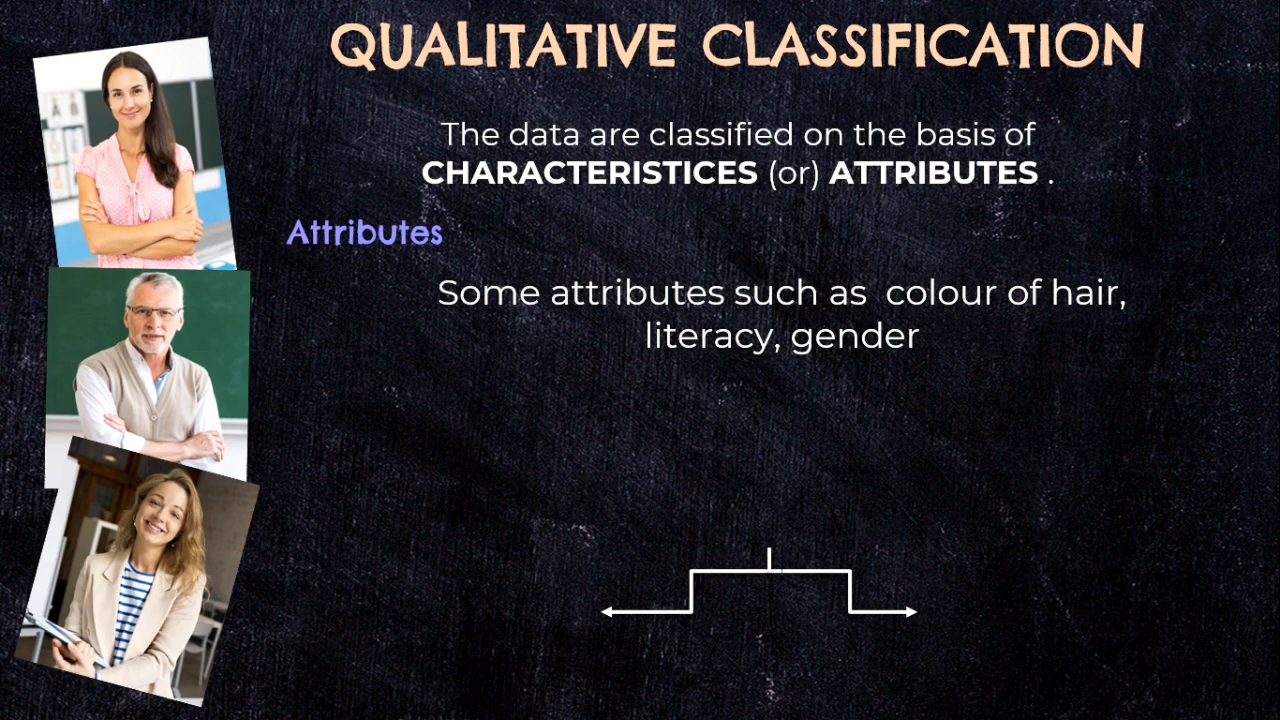 QUALITATIVE CLASSIFICATION
The data are classified on the basis of
CHARACTERISTICES (or) ATTRIBUTES .
Attributes
Some attributes such as colour of hair,
literacy, gender